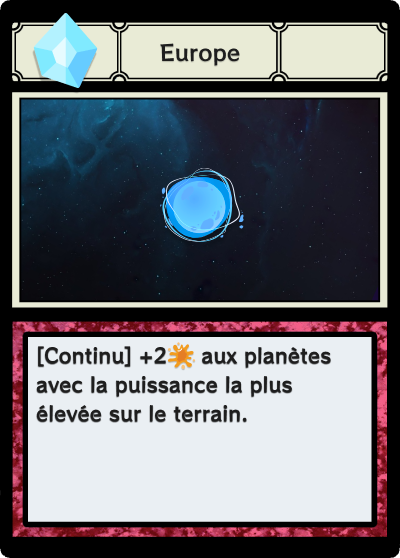 Europe
[Continu] +2 aux planètes
avec la puissance la plus
élevée sur le terrain.